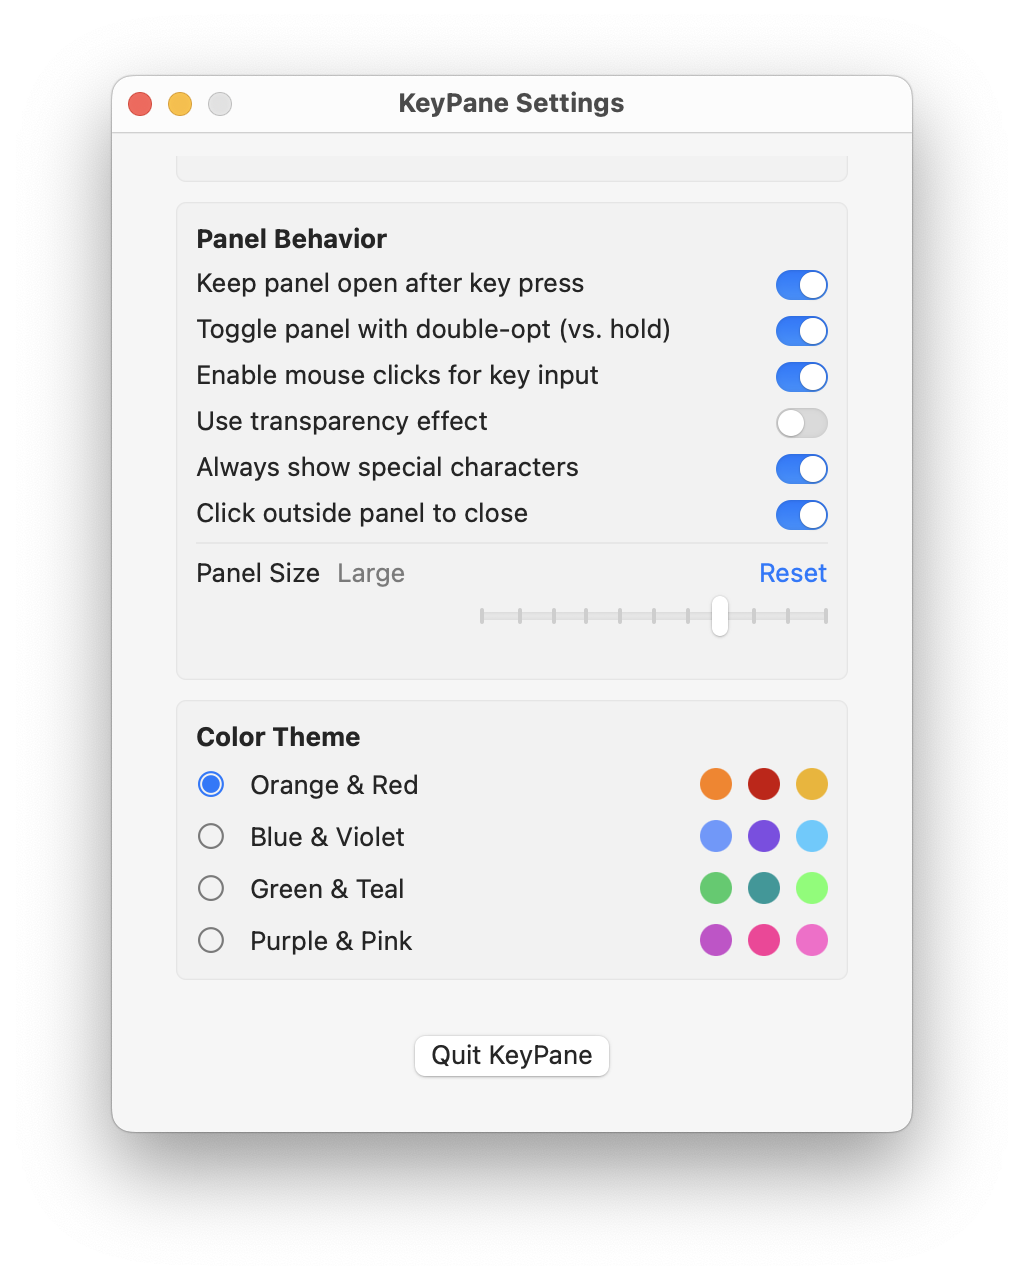 KeyPane Settings
Panel Behavior
Keep panel open after key press
Toggle panel with double-opt (vs. hold)
Enable mouse clicks for key input
Use transparency effect
Always show special characters
Click outside panel to close
Panel Size Large Reset
Color Theme
Orange & Red
Blue & Violet
Green & Teal
Purple & Pink
Quit KeyPane